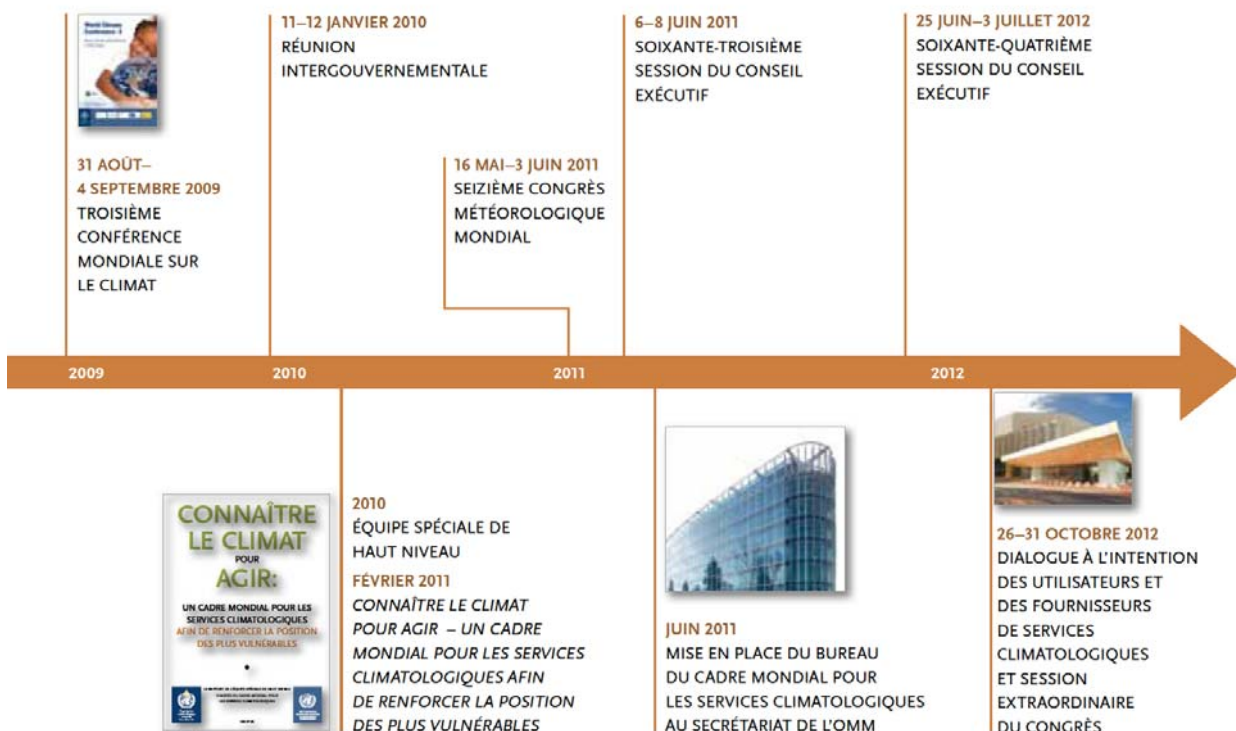 World Climate
Conference-3
31 AOÛT–
4 SEPTEMBRE 2009
TROISIÈME
CONFÉRENCE
MONDIALE SUR
LE CLIMAT
11–12 JANVIER 2010
RÉUNION
INTERGOUVERNEMENTALE
16 MAI–3 JUIN 2011
SEIZIÈME CONGRÈS
MÉTÉOROLOGIQUE
MONDIAL
6–8 JUIN 2011
SOIXANTE-TROISIÈME
SESSION DU CONSEIL
EXÉCUTIF
25 JUIN–3 JUILLET 2012
SOIXANTE-QUATRIÈME
SESSION DU CONSEIL
EXÉCUTIF
2009
2010
2011
2012
CONNAÎTRE
LE CLIMAT
POUR
AGIR:
UN CADRE MONDIAL POUR LES
SERVICES CLIMATOLOGIQUES
AFIN DE RENFORCER LA POSITION
DES PLUS VULNÉRABLES
2010
ÉQUIPE SPÉCIALE DE
HAUT NIVEAU
FÉVRIER 2011
CONNAÎTRE LE CLIMAT
POUR AGIR – UN CADRE
MONDIAL POUR LES SERVICES
CLIMATOLOGIQUES AFIN
DE RENFORCER LA POSITION
DES PLUS VULNÉRABLES
JUIN 2011
MISE EN PLACE DU BUREAU
DU CADRE MONDIAL POUR
LES SERVICES CLIMATOLOGIQUES
AU SECRÉTARIAT DE L'OMM
26–31 OCTOBRE 2012
DIALOGUE À L'INTENTION
DES UTILISATEURS ET
DES FOURNISSEURS
DE SERVICES
CLIMATOLOGIQUES
ET SESSION
EXTRAORDINAIRE
DU CONGRÈS